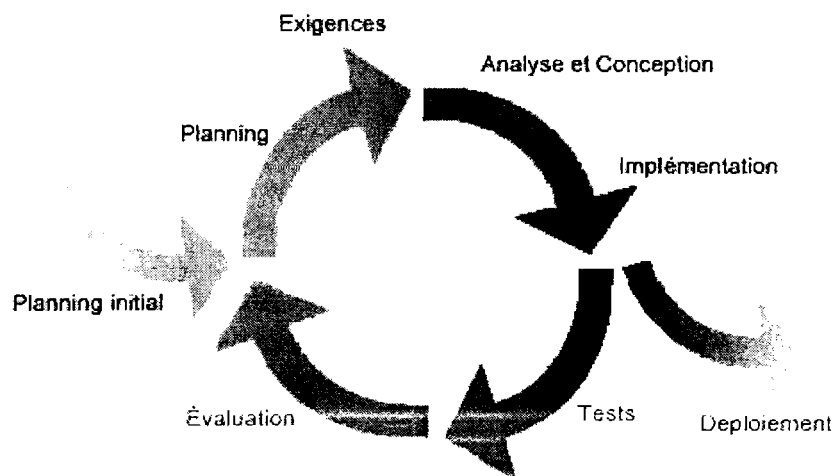 Exigences
Analyse et Conception
Planning
Implémentation
Planning initial
Évaluation
Tests
Deploiement